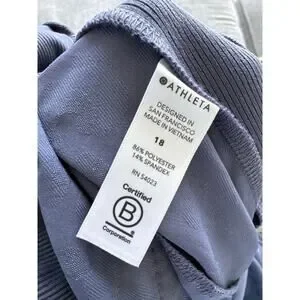 ATHLETA
DESIGNED IN
SAN FRANCISCO
MADE IN VIETNAM
18
86% POLYESTER
14% SPANDEX
RN 54023
Certified
B
Corporation